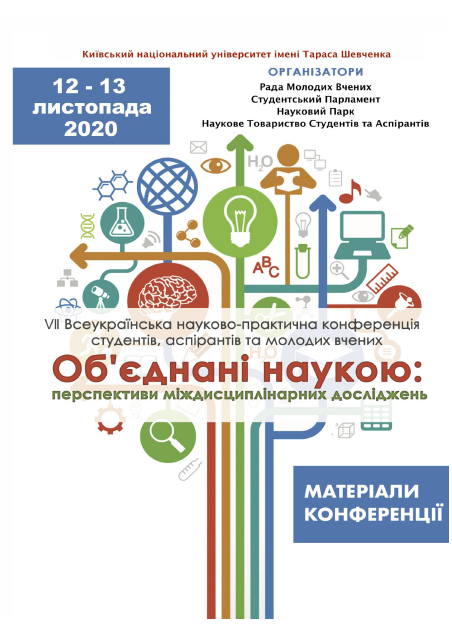 Київський національний університет імені Тараса Шевченка
12 - 13
листопада
2020
ОРГАНІЗАТОРИ
Рада Молодих Вчених
Студентський Парламент
Науковий Парк
Наукове Товариство Студентів та Аспірантів
H₂O
ABC
VII Всеукраїнська науково-практична конференція
студентів, аспірантів та молодих вчених
H₂O
Об'єднані наукою:
перспективи міждисциплінарних досліджень
МАТЕРІАЛИ
КОНФЕРЕНЦІЇ